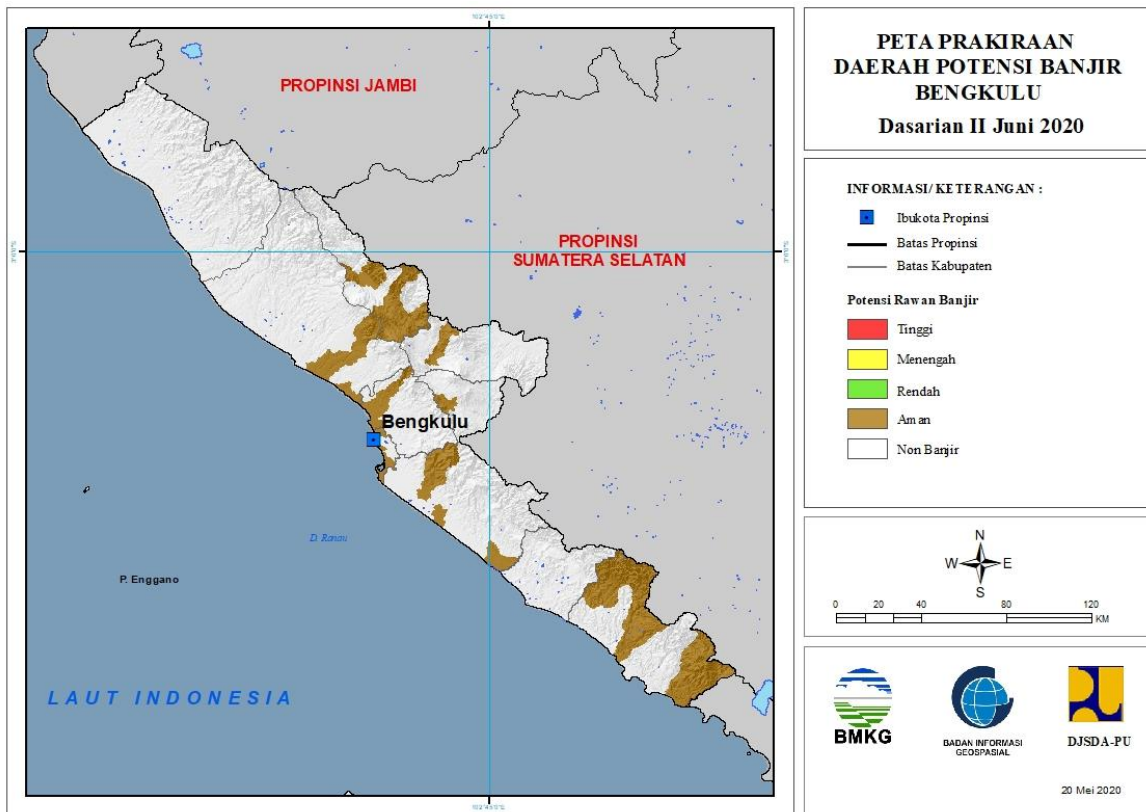 PETA PRAKIRAAN
DAERAH POTENSI BANJIR
BENGKULU
Dasarian II Juni 2020
INFORMASI/ KETERANGAN :
Ibukota Propinsi
Batas Propinsi
Batas Kabupaten
Potensi Rawan Banjir
Tinggi
Menengah
Rendah
Aman
Non Banjir
N
W E
S
0 20 40 80 120
KM
BMKG
BADAN INFORMASI
GEOSPASIAL
DJSDA-PU
20 Mei 2020
PROPINSI JAMBI
PROPINSI
SUMATERA SELATAN
Bengkulu
D. Ranau
P. Enggano
LAUT INDONESIA